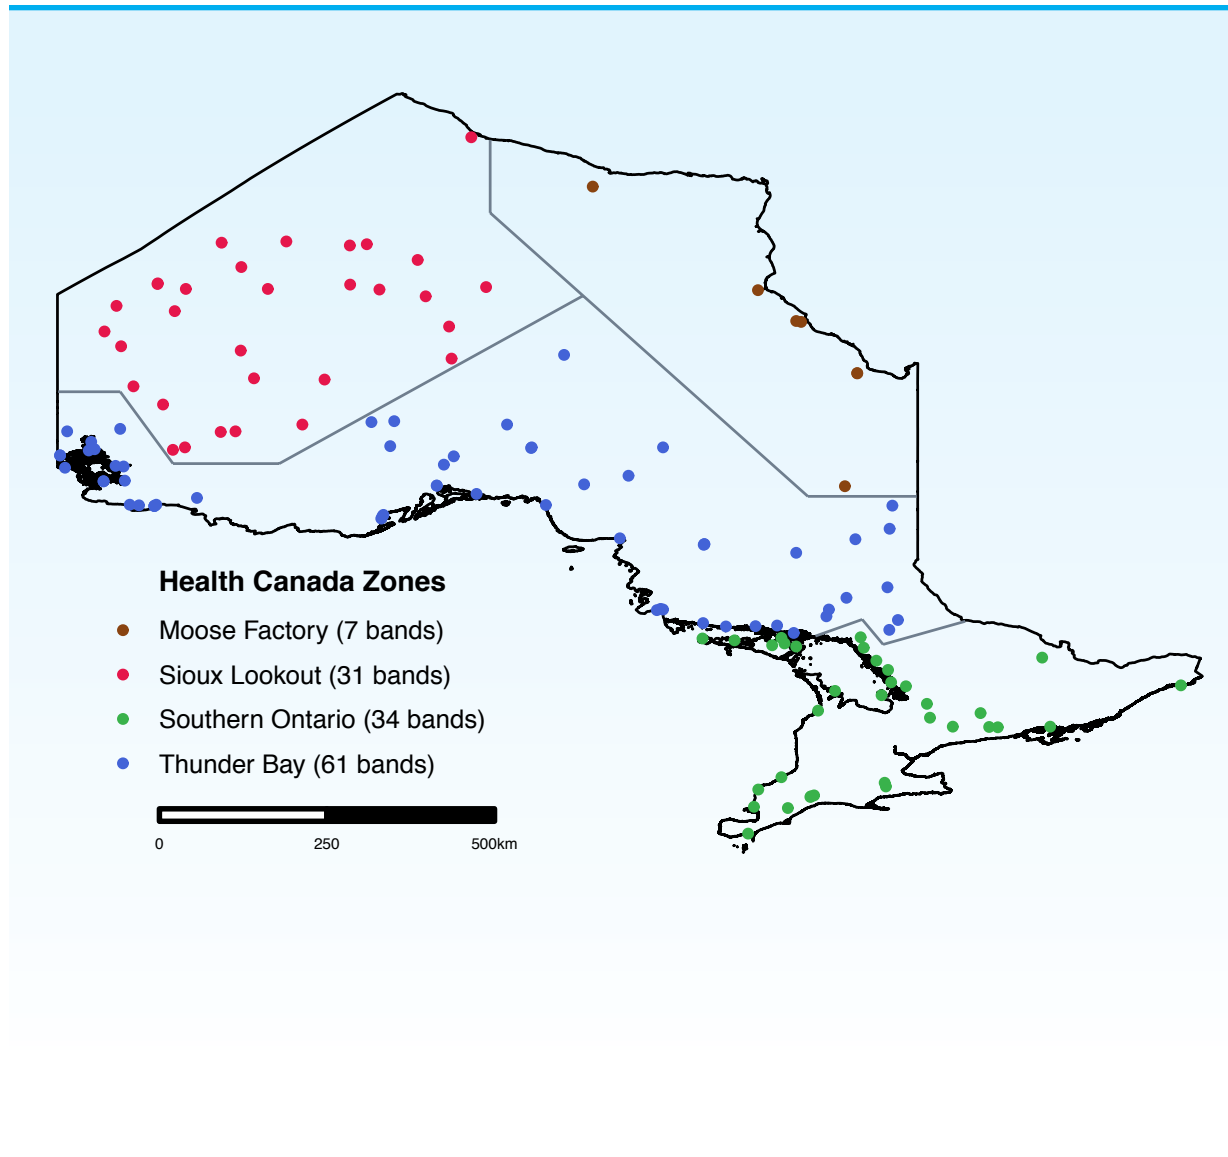 Health Canada Zones
Moose Factory (7 bands)
Sioux Lookout (31 bands)
Southern Ontario (34 bands)
Thunder Bay (61 bands)
0 250 500km